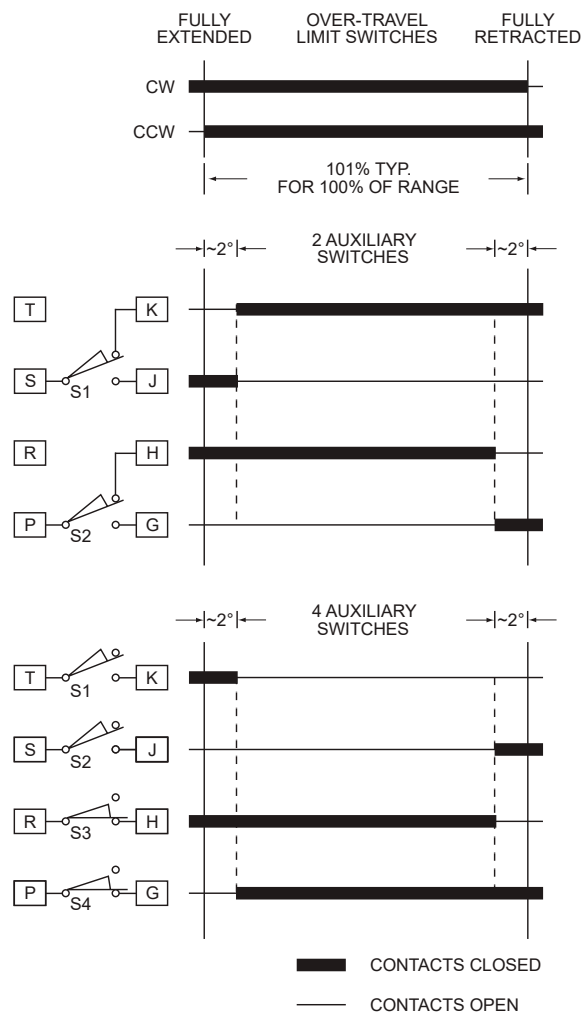 FULLY EXTENDED
OVER-TRAVEL LIMIT SWITCHES
FULLY RETRACTED
CW
CCW
101% TYP.
FOR 100% OF RANGE
~2°
2 AUXILIARY SWITCHES
~2°
T
K
S
S1
J
R
H
P
S2
G
~2°
4 AUXILIARY SWITCHES
~2°
T
S1
K
S
S2
J
R
S3
H
P
S4
G
CONTACTS CLOSED
CONTACTS OPEN